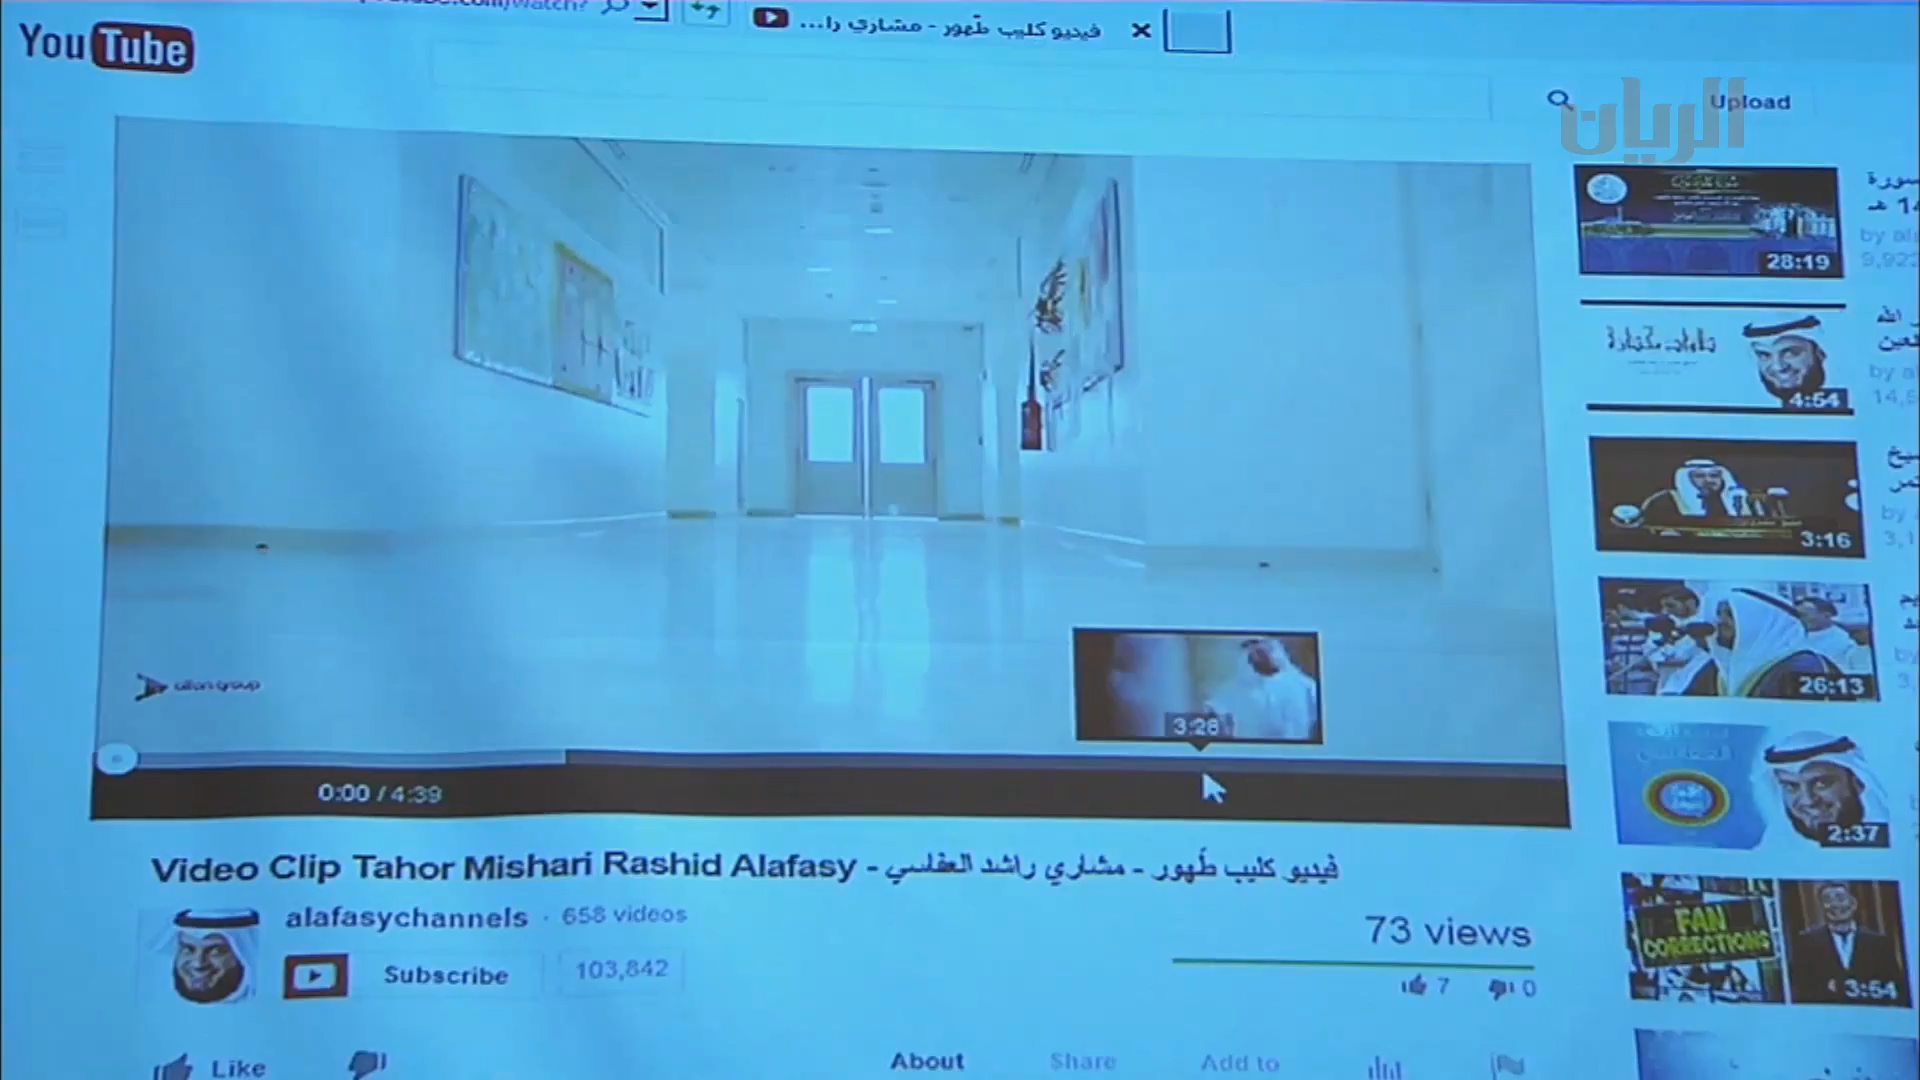 فيديو كليب طّهور - مشاري را...
YouTube
Upload
الريان
28:19
4:54
3:16
26:13
2:37
FAN CORRECTIONS
3:54
3:28
0:00 / 4:39
Video Clip Tahor Mishari Rashid Alafasy - فيديو كليب طّهور - مشاري راشد العفاسي
alafasychannels · 658 videos
Subscribe 103,842
73 views
7 0
Like
About Share Add to